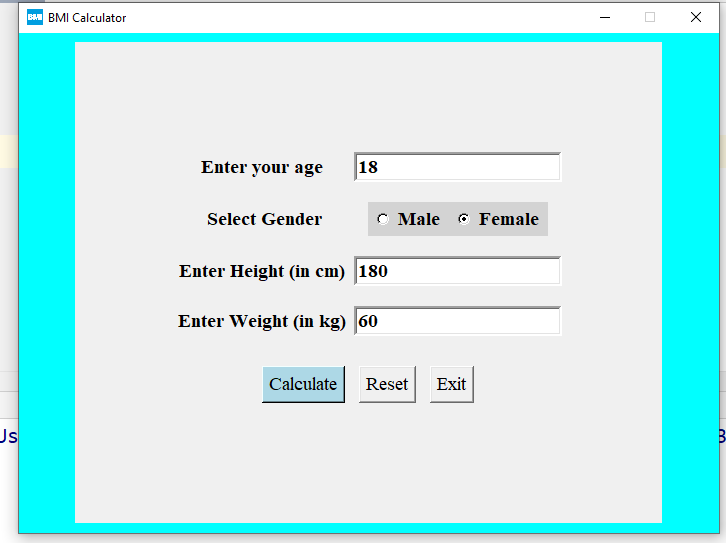 BMI BMI Calculator
Enter your age 18
Select Gender Male Female
Enter Height (in cm) 180
Enter Weight (in kg) 60
Calculate Reset Exit